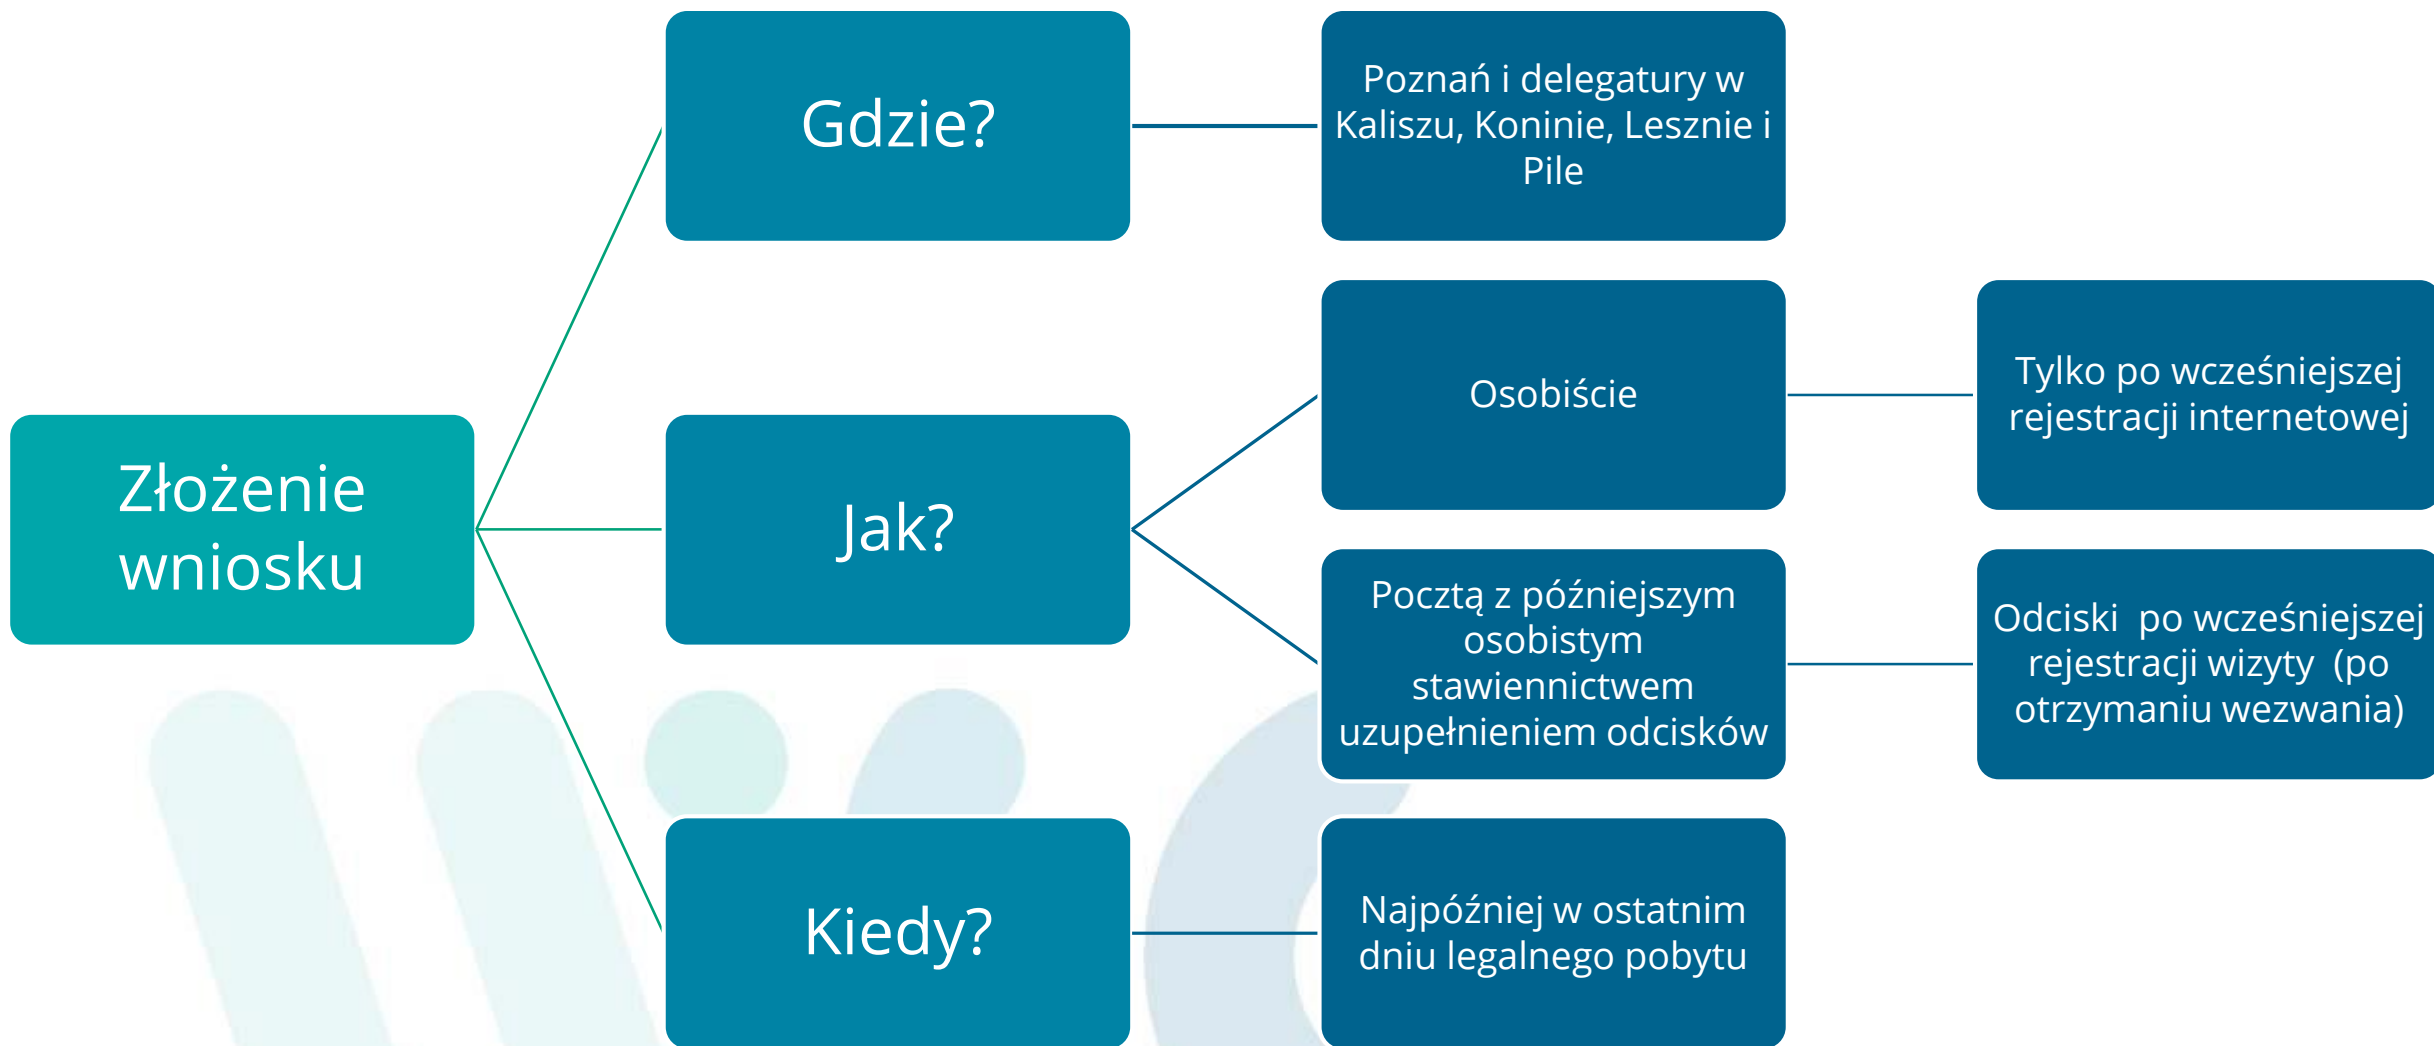 Złożenie
wniosku
Gdzie?
Poznań i delegatury w
Kaliszu, Koninie, Lesznie i
Pile
Jak?
Osobiście
Tylko po wcześniejszej
rejestracji internetowej
Pocztą z późniejszym
osobistym
stawiennictwem
uzupełnieniem odcisków
Odciski  po wcześniejszej
rejestracji wizyty  (po
otrzymaniu wezwania)
Kiedy?
Najpóźniej w ostatnim
dniu legalnego pobytu